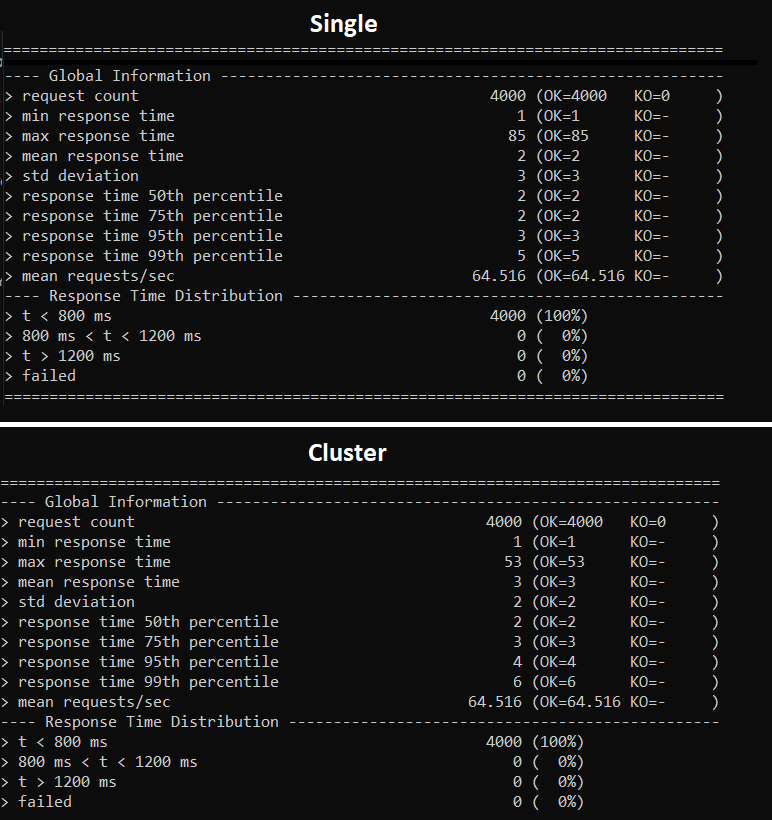 Single
================================================================================
---- Global Information --------------------------------------------------------
> request count                                       4000 (OK=4000   KO=0     )
> min response time                                      1 (OK=1      KO=-     )
> max response time                                     85 (OK=85     KO=-     )
> mean response time                                     2 (OK=2      KO=-     )
> std deviation                                          3 (OK=3      KO=-     )
> response time 50th percentile                          2 (OK=2      KO=-     )
> response time 75th percentile                          2 (OK=2      KO=-     )
> response time 95th percentile                          3 (OK=3      KO=-     )
> response time 99th percentile                          5 (OK=5      KO=-     )
> mean requests/sec                                 64.516 (OK=64.516 KO=-     )
---- Response Time Distribution ------------------------------------------------
> t < 800 ms                                          4000 (100%)
> 800 ms < t < 1200 ms                                   0 (  0%)
> t > 1200 ms                                            0 (  0%)
> failed                                                 0 (  0%)
================================================================================
Cluster
================================================================================
---- Global Information --------------------------------------------------------
> request count                                       4000 (OK=4000   KO=0     )
> min response time                                      1 (OK=1      KO=-     )
> max response time                                     53 (OK=53     KO=-     )
> mean response time                                     3 (OK=3      KO=-     )
> std deviation                                          2 (OK=2      KO=-     )
> response time 50th percentile                          2 (OK=2      KO=-     )
> response time 75th percentile                          3 (OK=3      KO=-     )
> response time 95th percentile                          4 (OK=4      KO=-     )
> response time 99th percentile                          6 (OK=6      KO=-     )
> mean requests/sec                                 64.516 (OK=64.516 KO=-     )
---- Response Time Distribution ------------------------------------------------
> t < 800 ms                                          4000 (100%)
> 800 ms < t < 1200 ms                                   0 (  0%)
> t > 1200 ms                                            0 (  0%)
> failed                                                 0 (  0%)